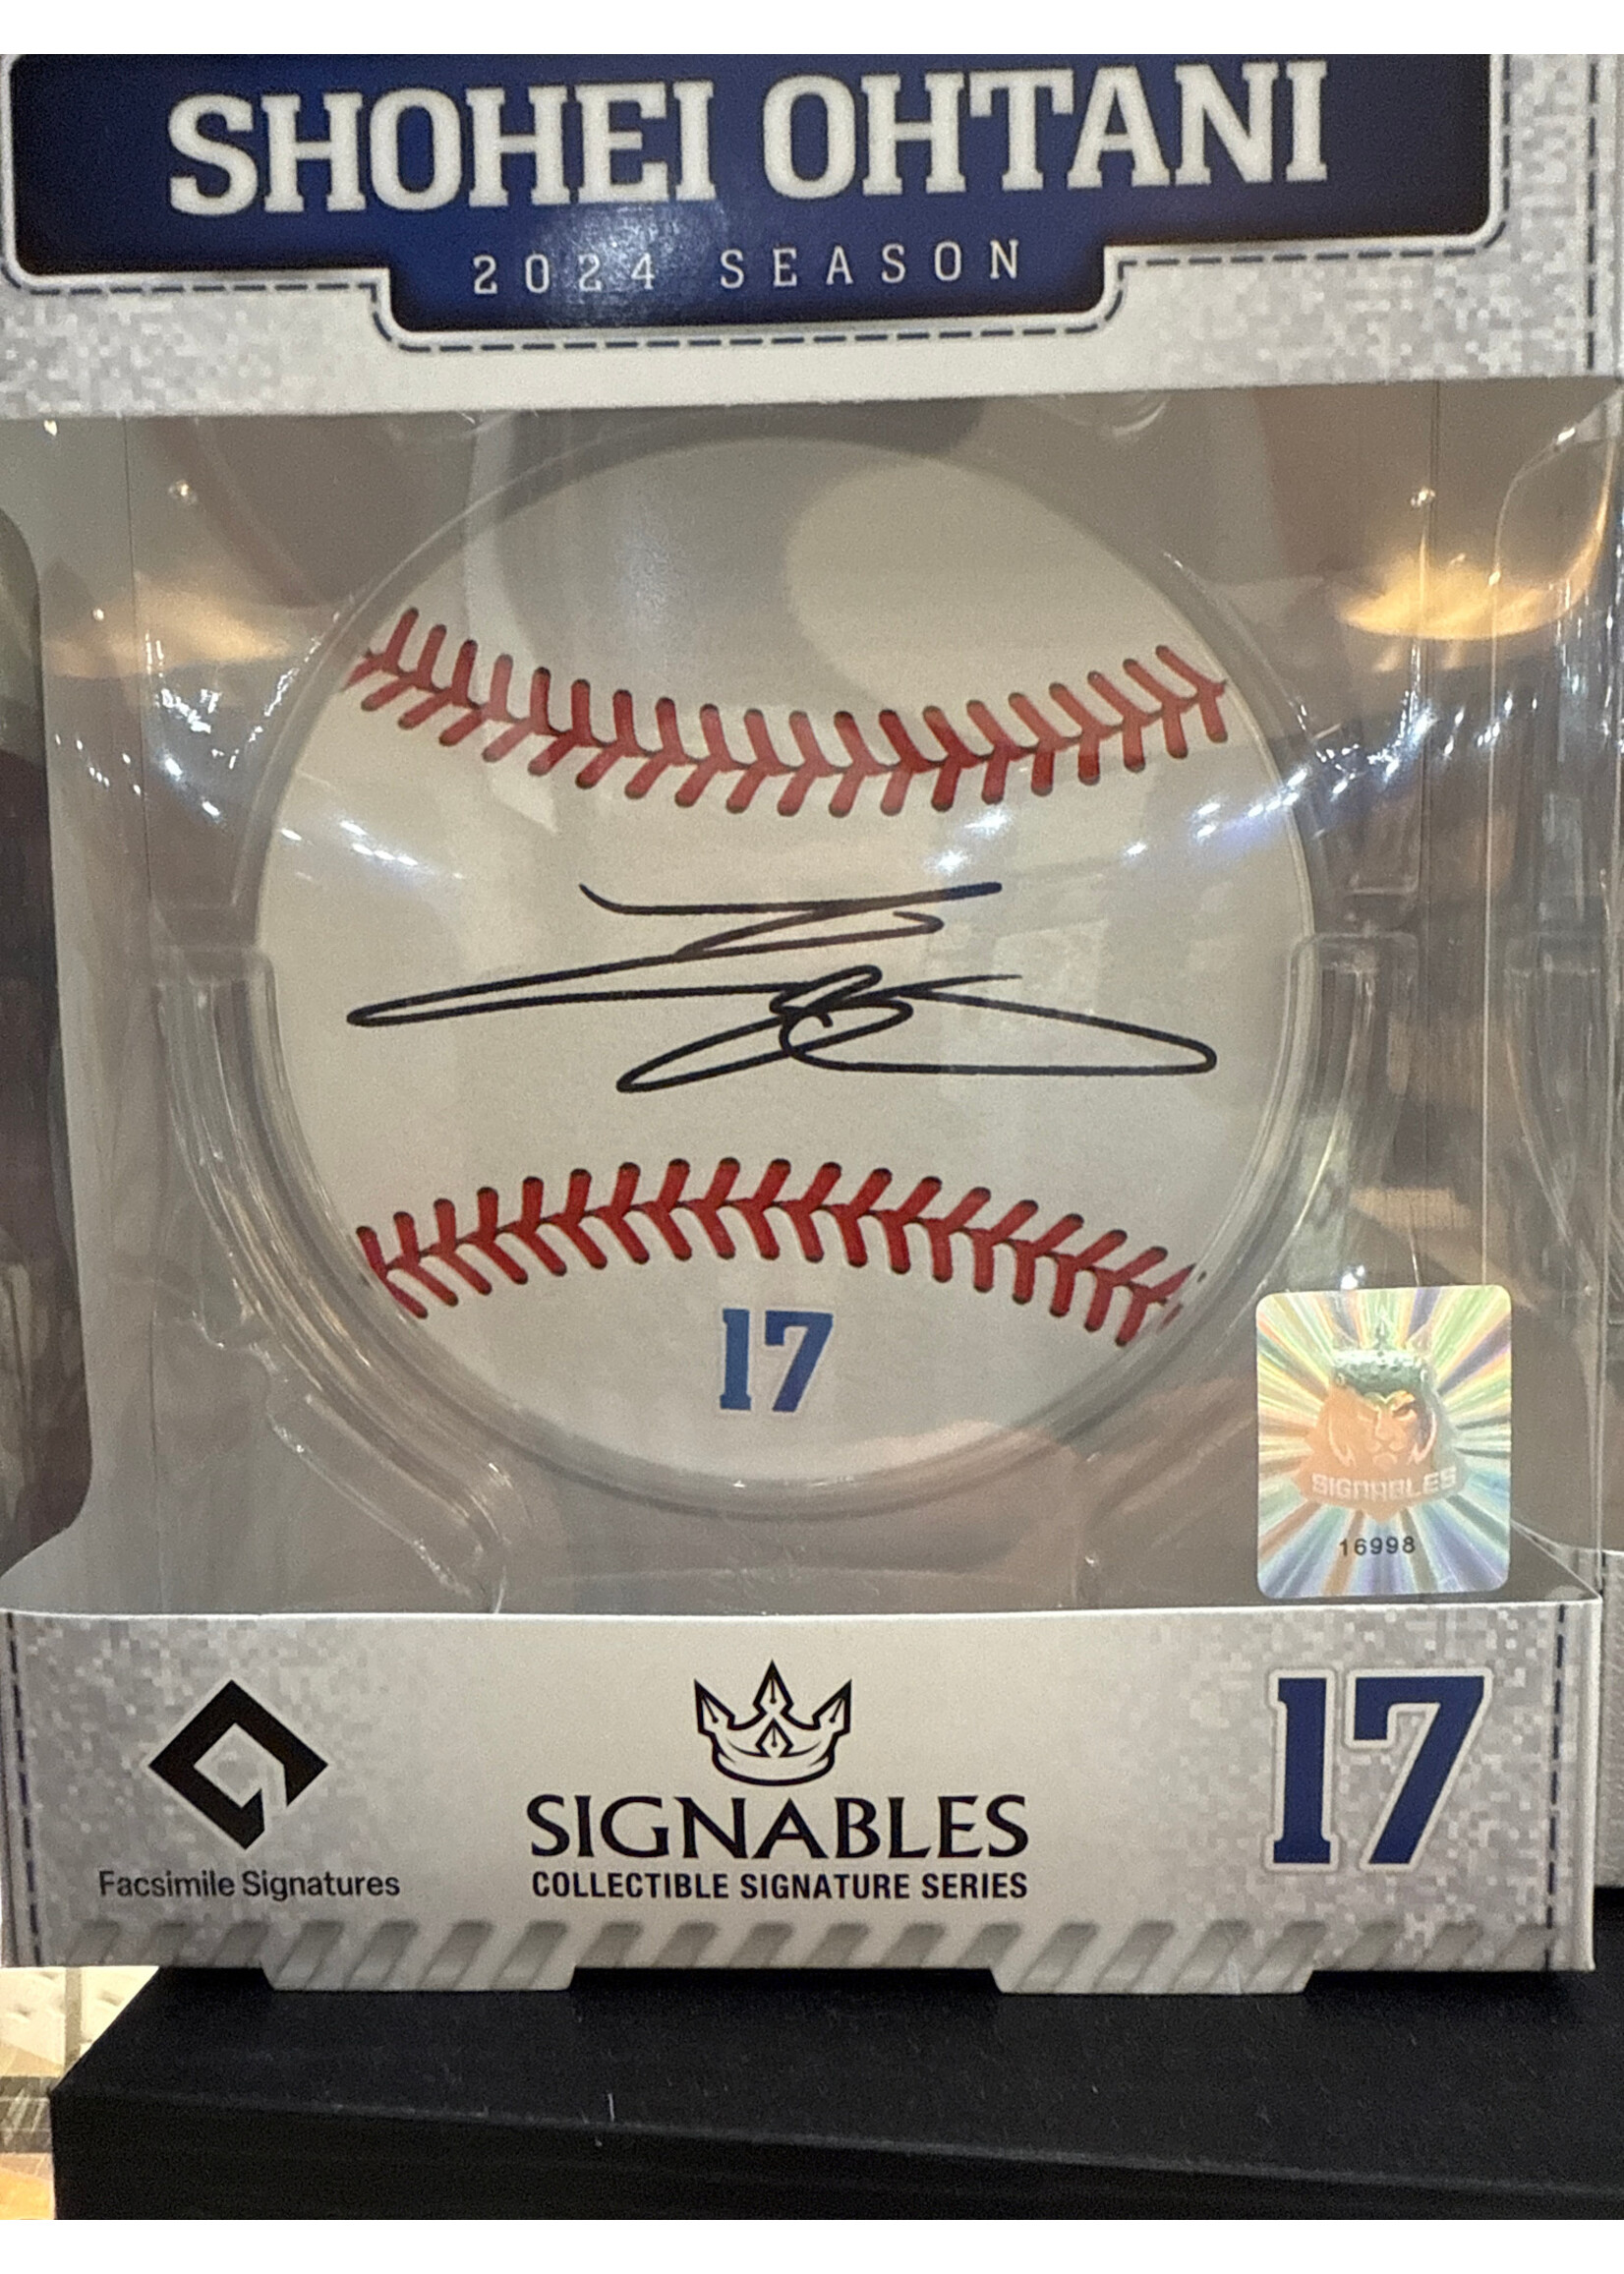 SHOHEI OHTANI
2024 SEASON
17
SIGNABLES
16998
Facsimile Signatures
SIGNABLES
COLLECTIBLE SIGNATURE SERIES
17